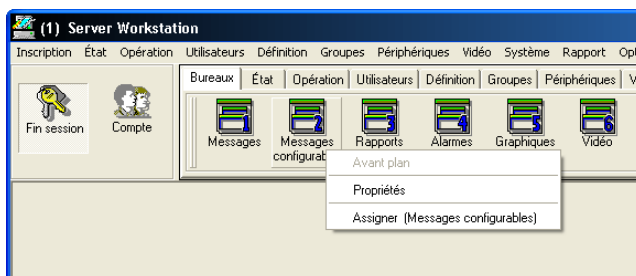 (1) Server Workstation
Inscription État Opération Utilisateurs Définition Groupes Périphériques Vidéo Système Rapport
Bureaux État Opération Utilisateurs Définition Groupes Périphériques
Fin session Compte
1 2 3 4 5 6
Messages Messages Rapports Alarmes Graphiques Vidéo
Avant plan
Propriétés
Assigner (Messages configurables)